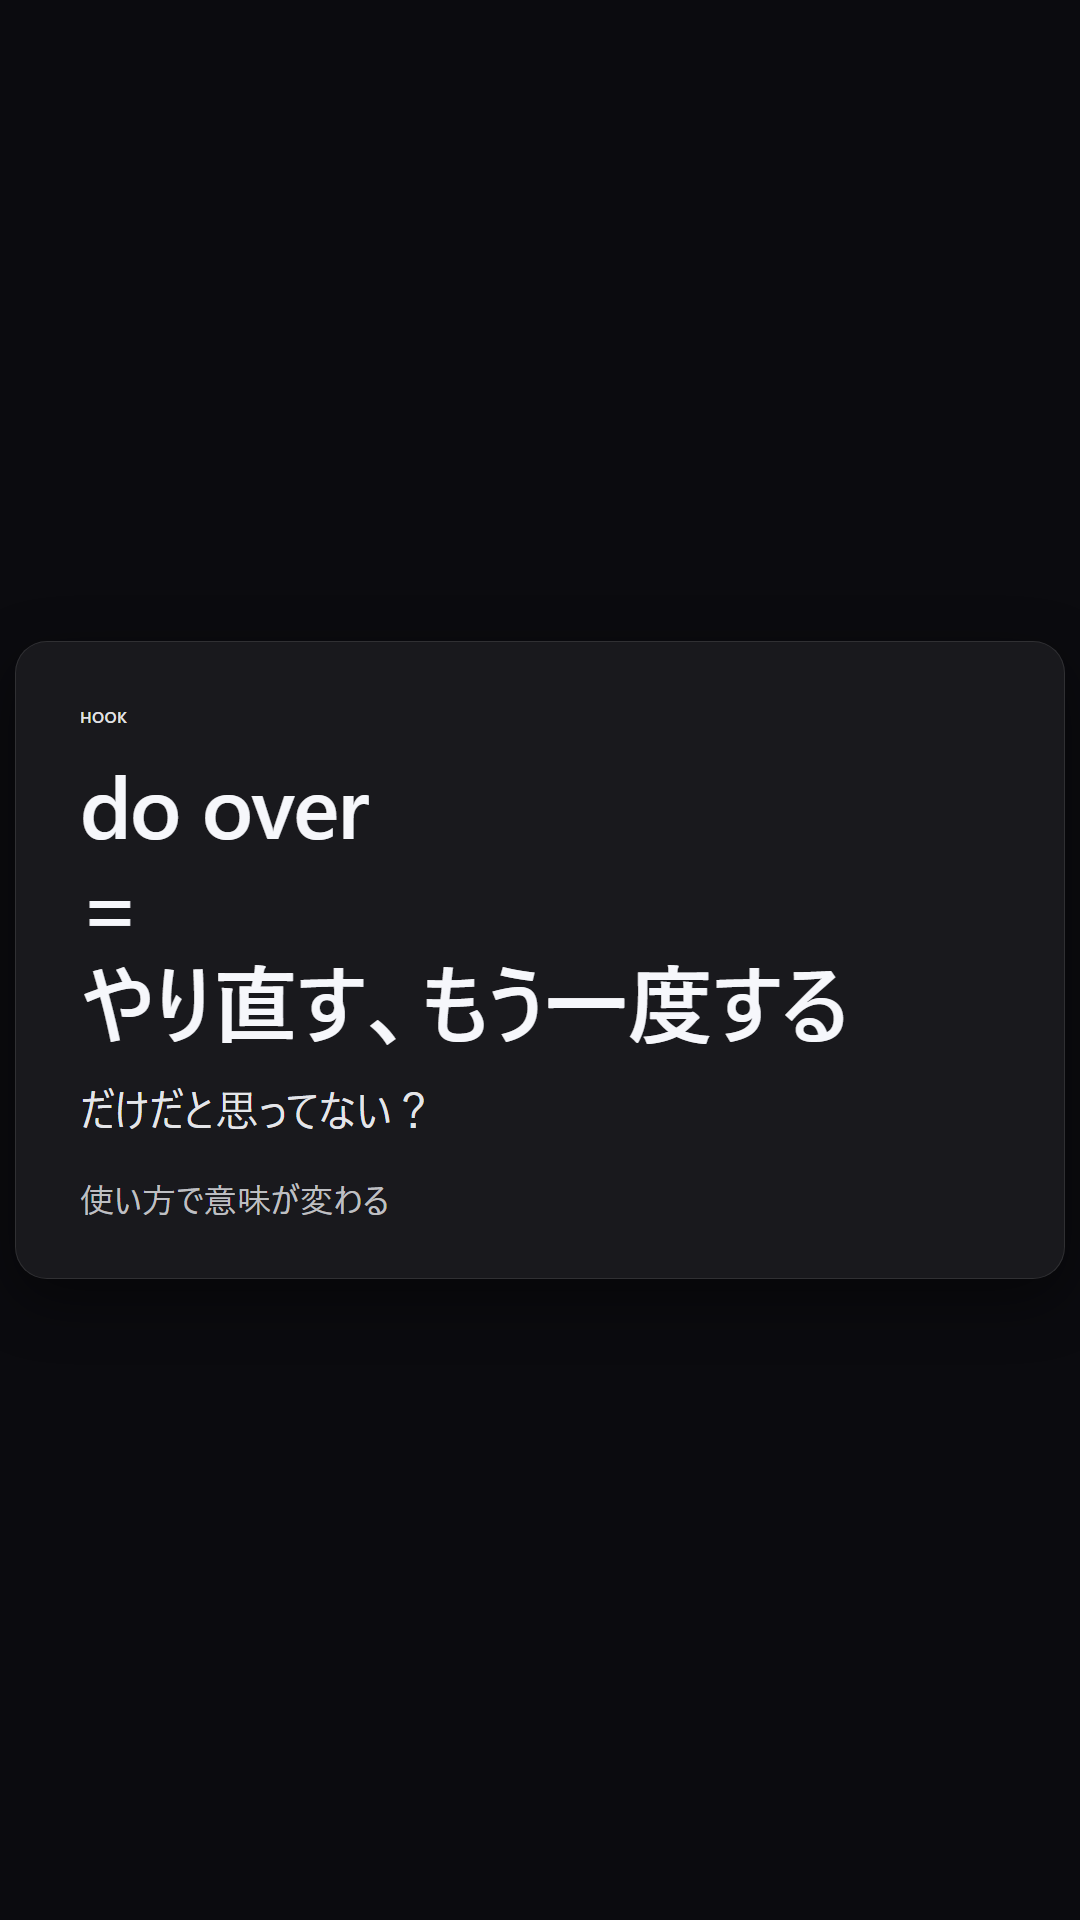 HOOK
do over
=
やり直す、もう一度する
だけだと思ってない？
使い方で意味が変わる